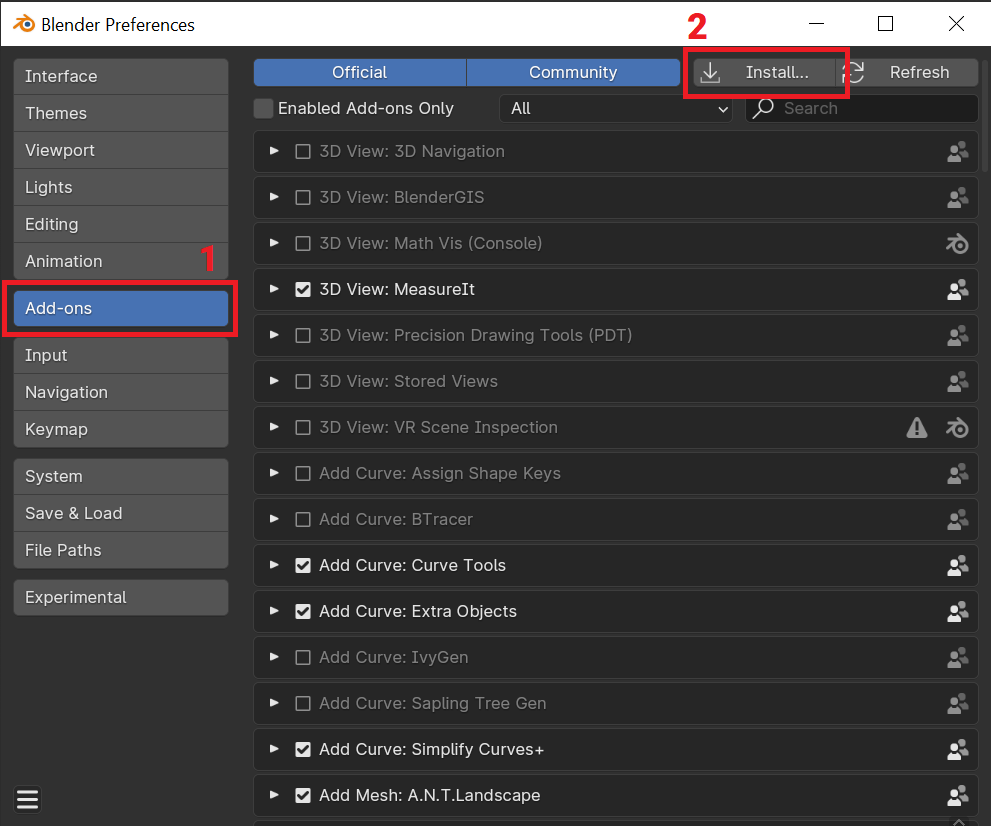 Blender Preferences
2
Interface
Themes
Viewport
Lights
Editing
Animation
1
Add-ons
Input
Navigation
Keymap
System
Save & Load
File Paths
Experimental
Official Community Install... Refresh
Enabled Add-ons Only All Search
3D View: 3D Navigation
3D View: BlenderGIS
3D View: Math Vis (Console)
3D View: MeasureIt
3D View: Precision Drawing Tools (PDT)
3D View: Stored Views
3D View: VR Scene Inspection
Add Curve: Assign Shape Keys
Add Curve: BTracer
Add Curve: Curve Tools
Add Curve: Extra Objects
Add Curve: IvyGen
Add Curve: Sapling Tree Gen
Add Curve: Simplify Curves+
Add Mesh: A.N.T.Landscape